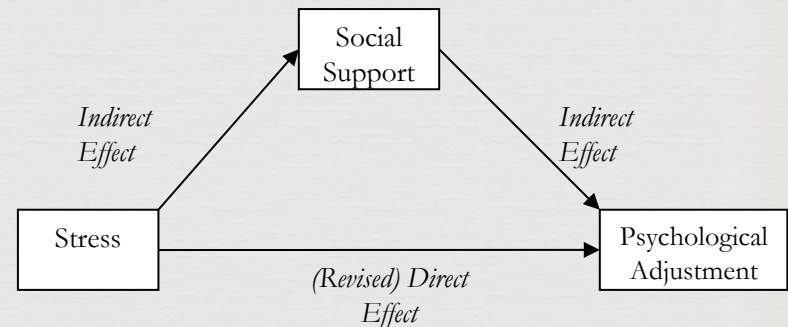 Social
Support
Indirect
Effect
Indirect
Effect
Stress
Psychological
Adjustment
(Revised) Direct
Effect